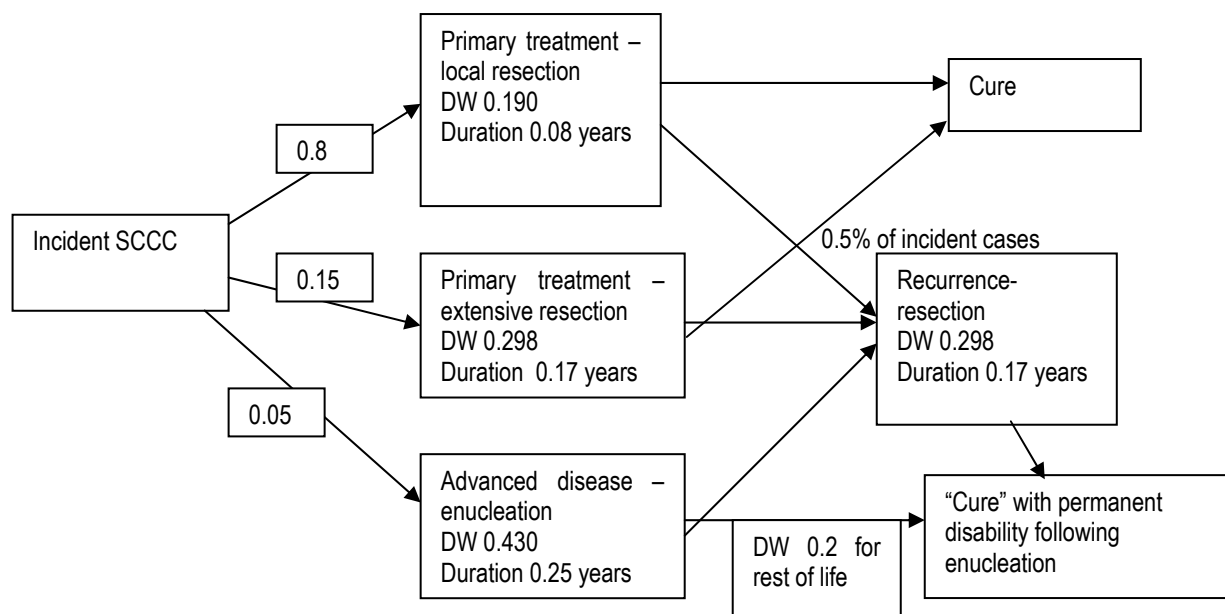 Incident SCCC
0.8
0.15
0.05
Primary treatment –
local resection
DW 0.190
Duration 0.08 years
Primary treatment –
extensive resection
DW 0.298
Duration 0.17 years
Advanced disease –
enucleation
DW 0.430
Duration 0.25 years
Cure
0.5% of incident cases
Recurrence-
resection
DW 0.298
Duration 0.17 years
DW 0.2 for
rest of life
“Cure” with permanent
disability following
enucleation